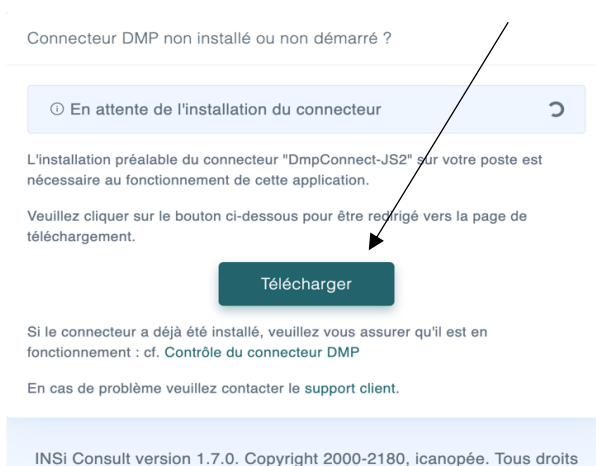 Connecteur DMP non installé ou non démarré ?
En attente de l'installation du connecteur
L'installation préalable du connecteur "DmpConnect-JS2" sur votre poste est
nécessaire au fonctionnement de cette application.
Veuillez cliquer sur le bouton ci-dessous pour être redirigé vers la page de
téléchargement.
Télécharger
Si le connecteur a déjà été installé, veuillez vous assurer qu'il est en
fonctionnement : cf. Contrôle du connecteur DMP
En cas de problème veuillez contacter le support client.
INSi Consult version 1.7.0. Copyright 2000-2180, icanopée. Tous droits